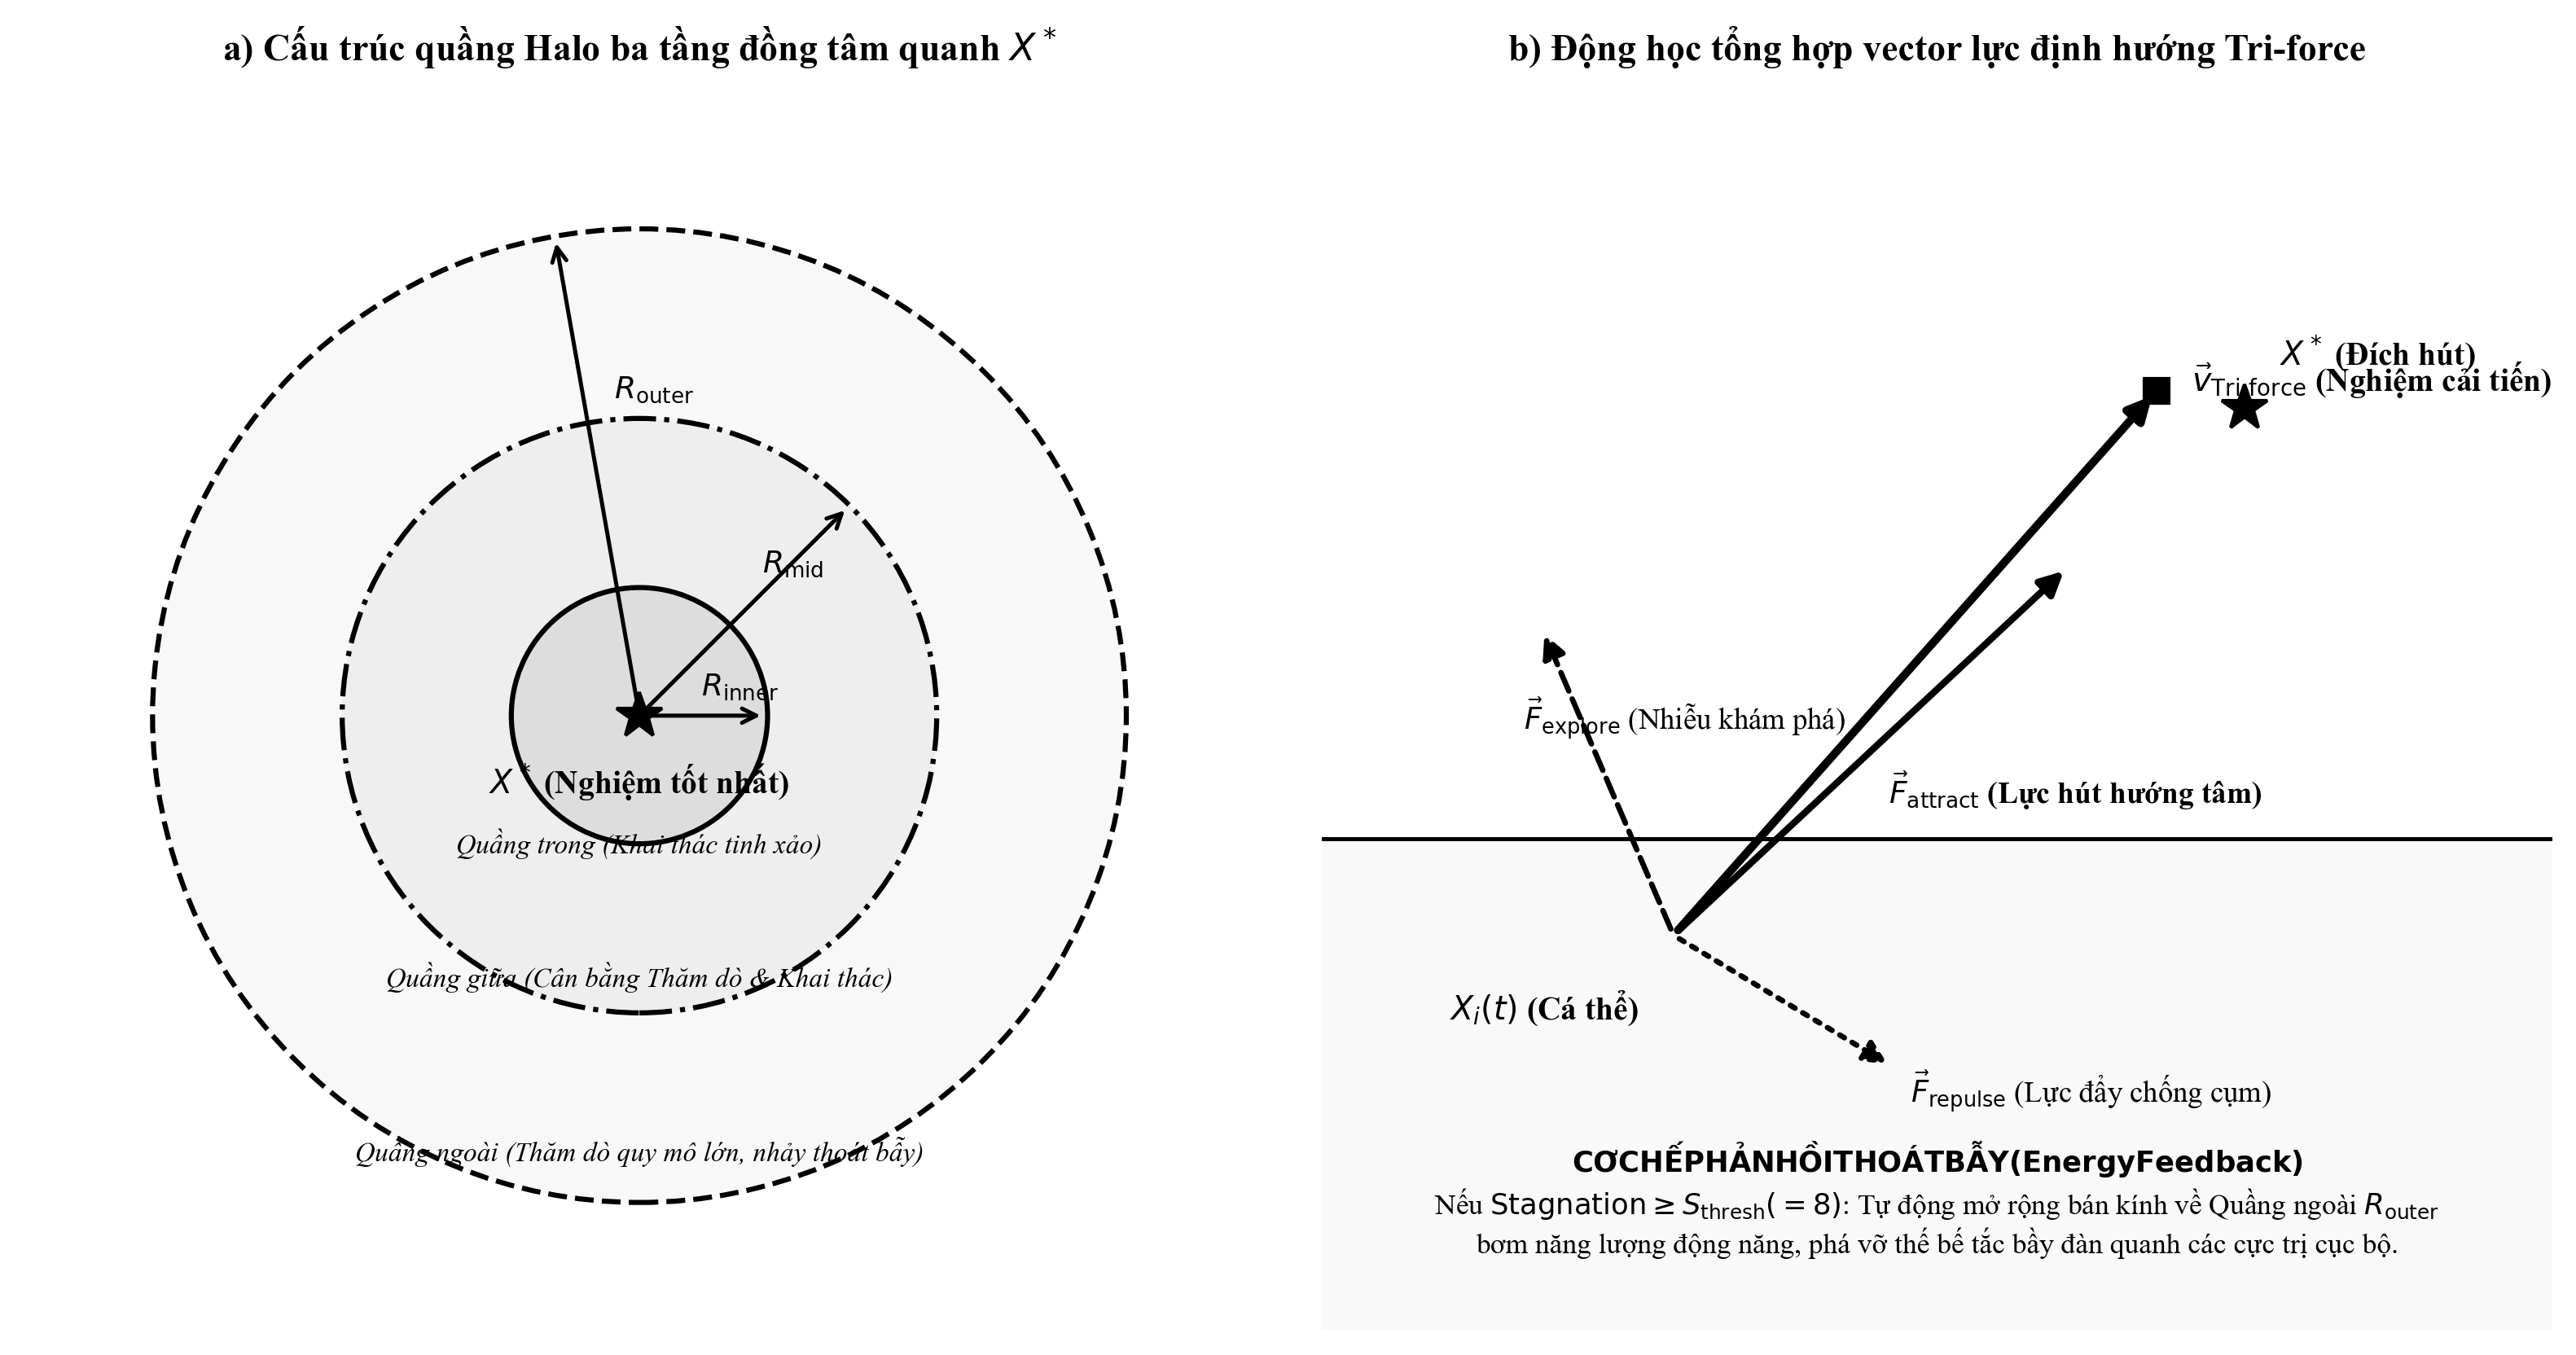 a) Cấu trúc quầng Halo ba tầng đồng tâm quanh X*
R_outer
R_mid
R_inner
X* (Nghiệm tốt nhất)
Quầng trong (Khai thác tinh xảo)
Quầng giữa (Cân bằng Thăm dò & Khai thác)
Quầng ngoài (Thăm dò quy mô lớn, nhảy thoát bẫy)
b) Động học tổng hợp vector lực định hướng Tri-force
X* (Đích hút)
v⃗_Tri-force (Nghiệm cải tiến)
F⃗_explore (Nhiễu khám phá)
F⃗_attract (Lực hút hướng tâm)
X_i(t) (Cá thể)
F⃗_repulse (Lực đẩy chống cụm)
CƠCHẾPHẢNHỒITHOÁTBẪY(EnergyFeedback)
Nếu Stagnation ≥ S_thresh(= 8): Tự động mở rộng bán kính về Quầng ngoài R_outer
bơm năng lượng động năng, phá vỡ thế bế tắc bầy đàn quanh các cực trị cục bộ.